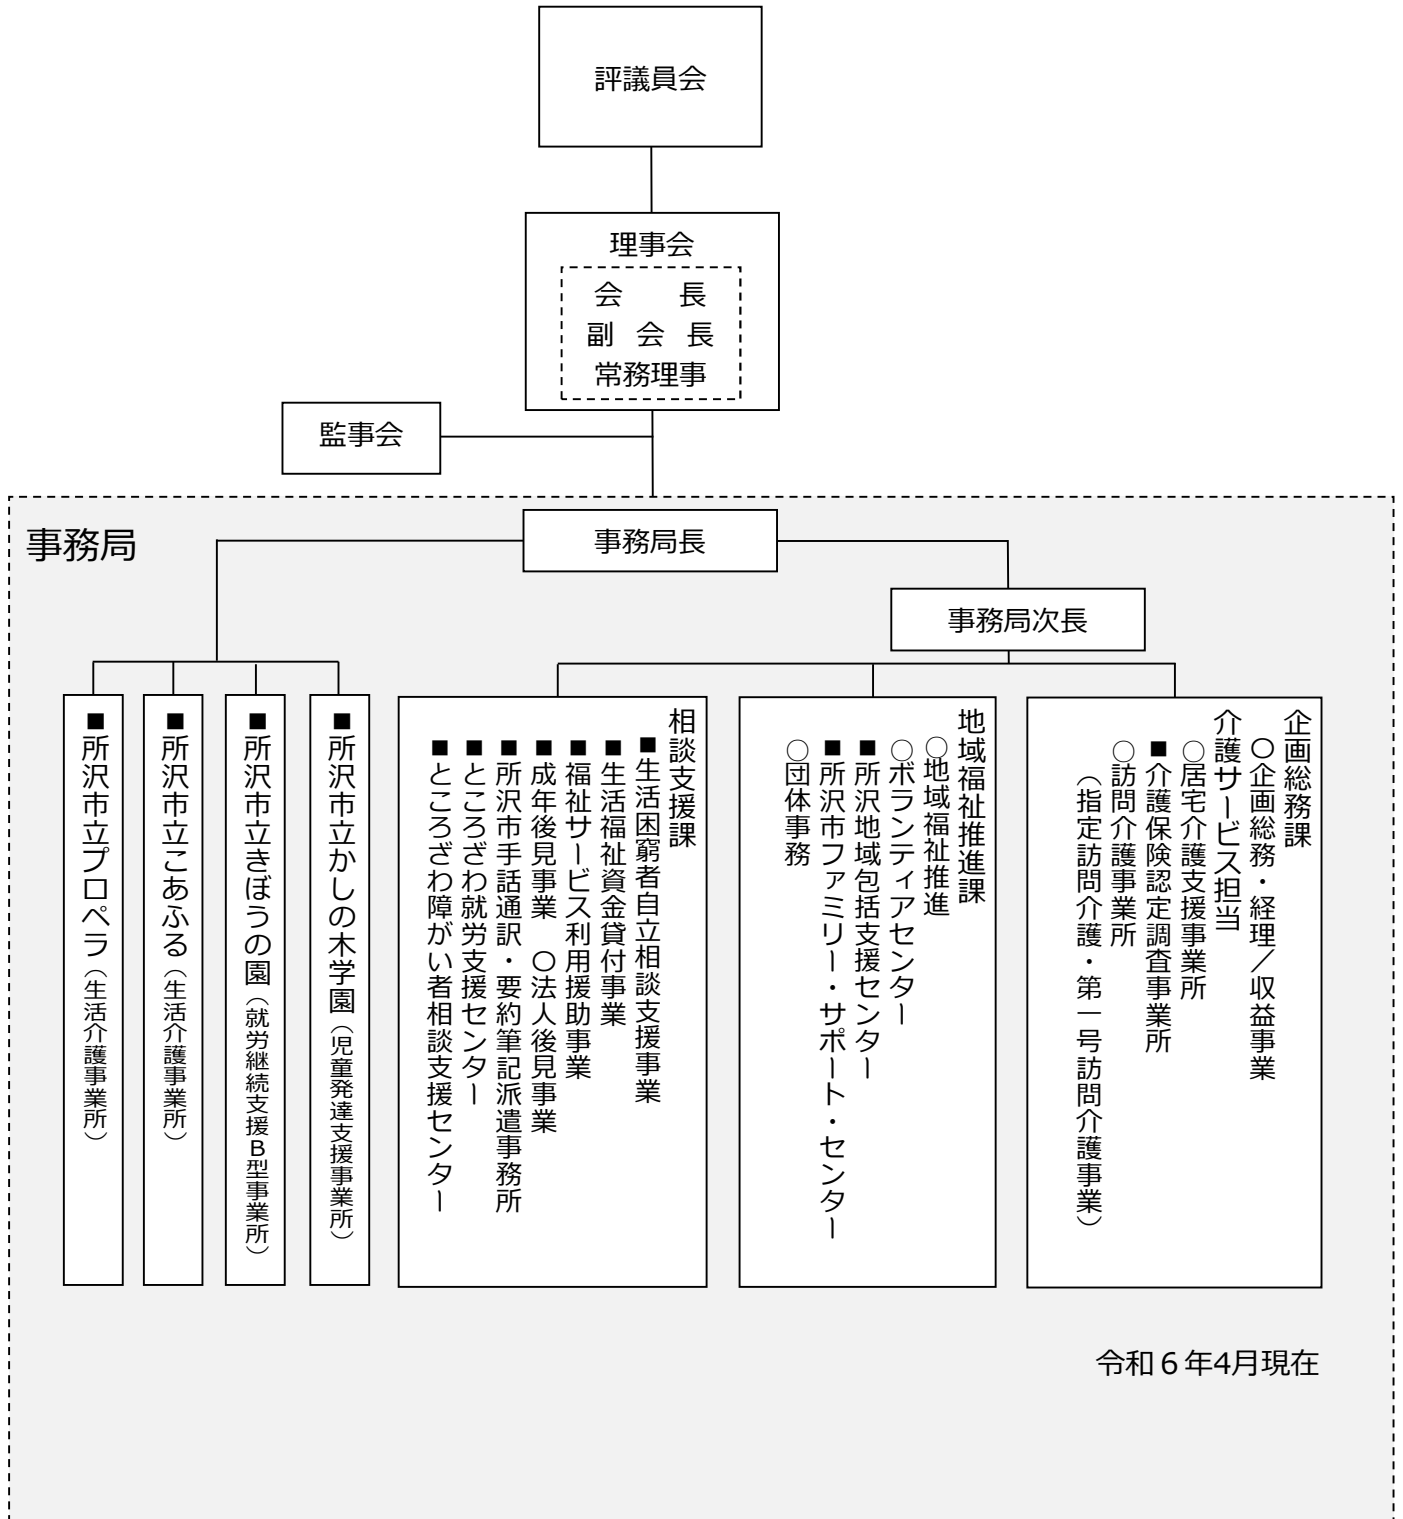 評議員会
理事会
会　長
副 会 長
常務理事
監事会
事務局
事務局長
事務局次長
企画総務課
○企画総務・経理／収益事業
介護サービス担当
○居宅介護支援事業所
■介護保険認定調査事業所
○訪問介護事業所
（指定訪問介護・第一号訪問介護事業）
地域福祉推進課
○地域福祉推進
○ボランティアセンター
■所沢地域包括支援センター
■所沢市ファミリー・サポート・センター
○団体事務
相談支援課
■生活困窮者自立相談支援事業
■生活福祉資金貸付事業
■福祉サービス利用援助事業
■成年後見事業　○法人後見事業
■所沢市手話通訳・要約筆記派遣事務所
■ところざわ就労支援センター
■ところざわ障がい者相談支援センター
■所沢市立かしの木学園（児童発達支援事業所）
■所沢市立きぼうの園（就労継続支援Ｂ型事業所）
■所沢市立こあふる（生活介護事業所）
■所沢市立プロペラ（生活介護事業所）
令和６年4月現在